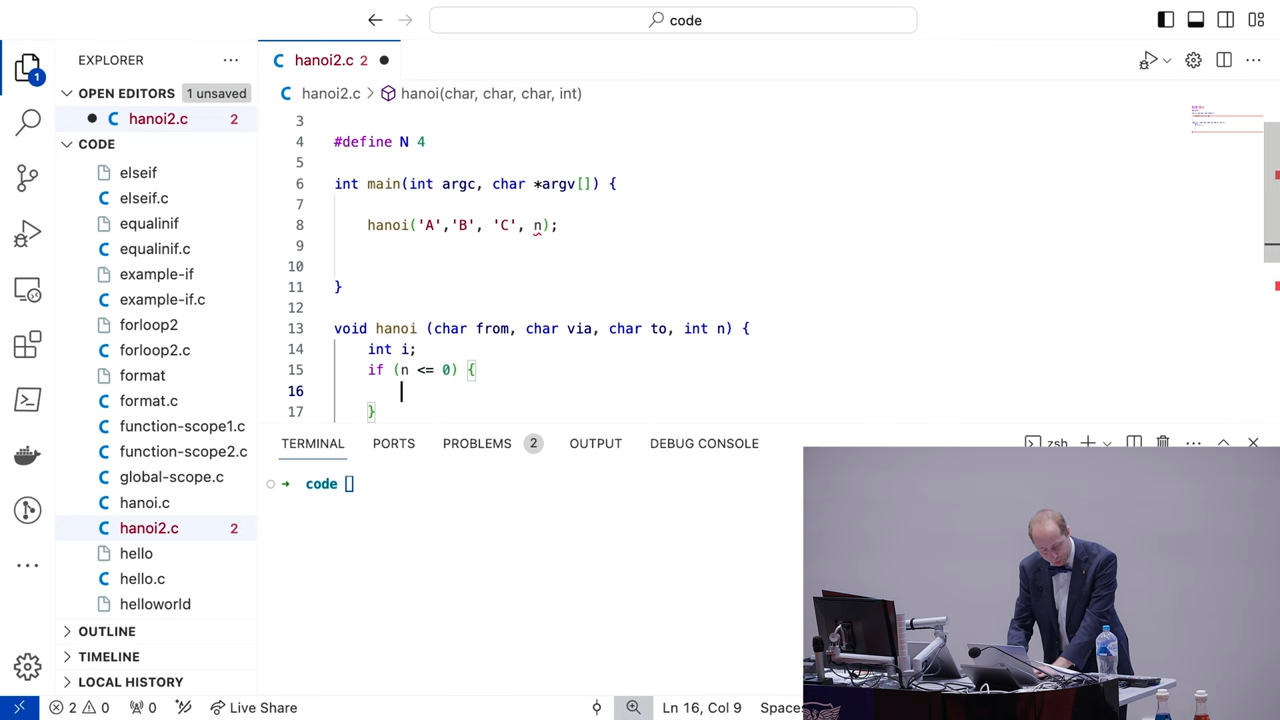 code
EXPLORER
OPEN EDITORS 1 unsaved
hanoi2.c 2
CODE
elseif
elseif.c
equalinif
equalinif.c
example-if
example-if.c
forloop2
forloop2.c
format
format.c
function-scope1.c
function-scope2.c
global-scope.c
hanoi.c
hanoi2.c 2
hello
hello.c
helloworld
OUTLINE
TIMELINE
LOCAL HISTORY
1
hanoi2.c 2
hanoi2.c > hanoi(char, char, char, int)
3
4 #define N 4
5
6 int main(int argc, char *argv[]) {
7
8 hanoi('A','B', 'C', n);
9
10
11 }
12
13 void hanoi (char from, char via, char to, int n) {
14 int i;
15 if (n <= 0) {
16
17 }
TERMINAL PORTS PROBLEMS 2 OUTPUT DEBUG CONSOLE zsh
code
2 0 0 Live Share Ln 16, Col 9 Spaces